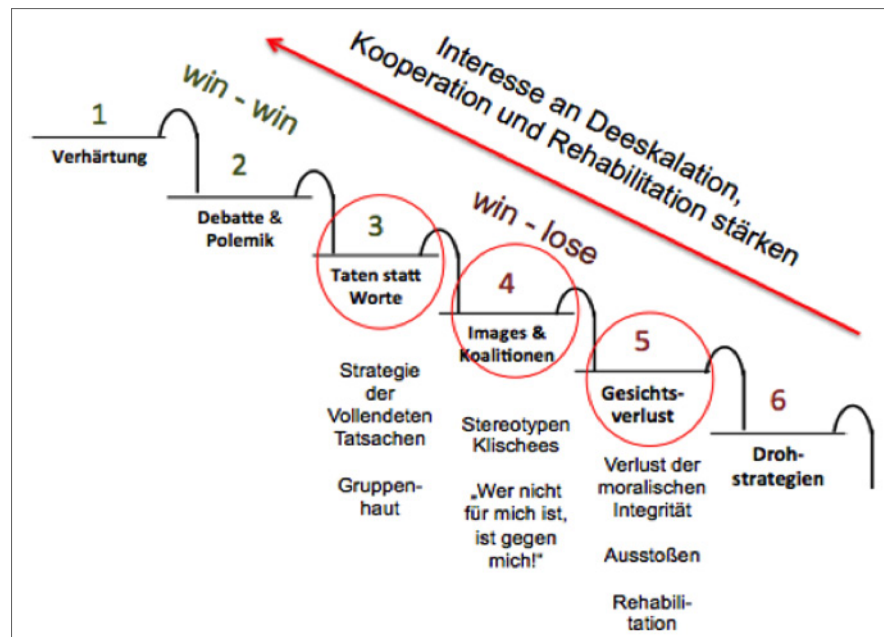 Interesse an Deeskalation,
Kooperation und Rehabilitation stärken
win - win
1
Verhärtung
2
Debatte &
Polemik
win - lose
3
Taten statt
Worte
Strategie
der
Vollendeten
Tatsachen
Gruppen-
haut
4
Images &
Koalitionen
Stereotypen
Klischees
„Wer nicht
für mich ist,
ist gegen
mich!“
5
Gesichts-
verlust
Verlust der
moralischen
Integrität
Ausstoßen
Rehabili-
tation
6
Droh-
strategien